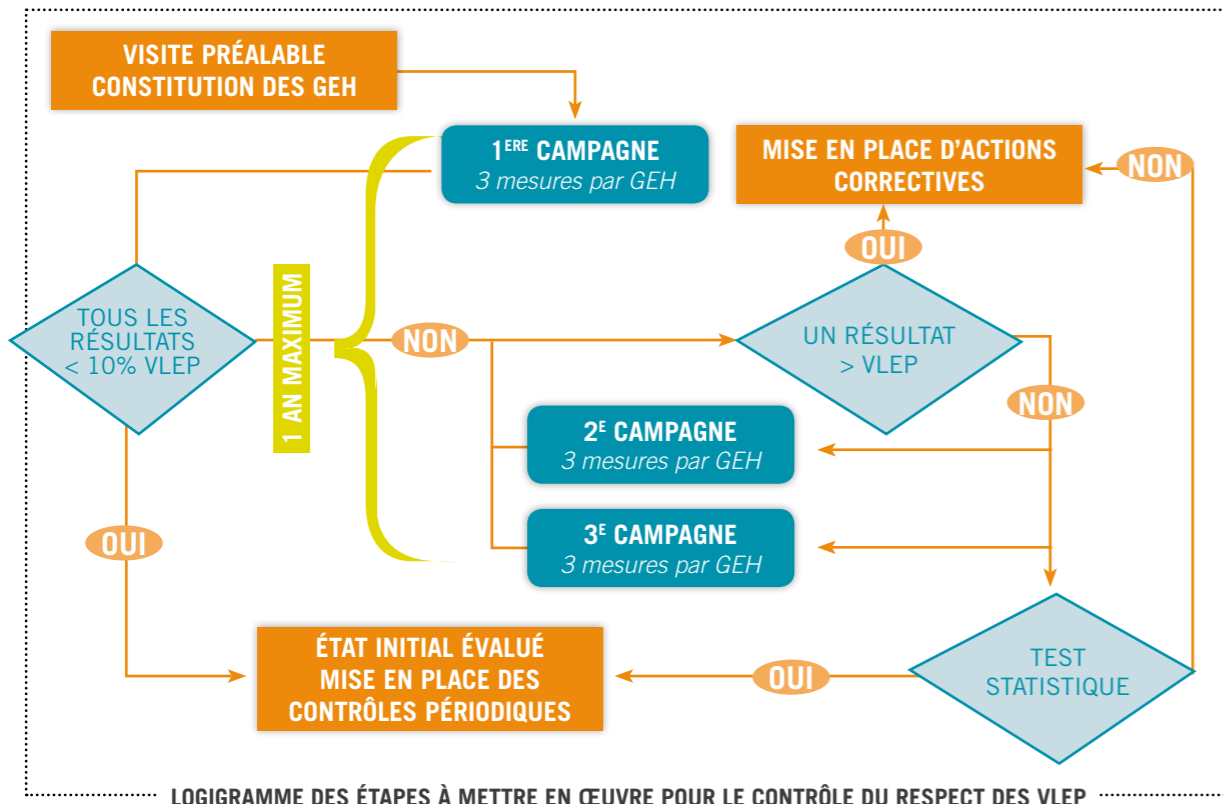 VISITE PRÉALABLE
CONSTITUTION DES GEH
1ERE CAMPAGNE
3 mesures par GEH
MISE EN PLACE D'ACTIONS
CORRECTIVES
NON
OUI
TOUS LES
RÉSULTATS
< 10% VLEP
1 AN MAXIMUM
NON
UN RÉSULTAT
> VLEP
NON
2E CAMPAGNE
3 mesures par GEH
OUI
3E CAMPAGNE
3 mesures par GEH
ÉTAT INITIAL ÉVALUÉ
MISE EN PLACE DES
CONTRÔLES PÉRIODIQUES
OUI
TEST
STATISTIQUE
LOGIGRAMME DES ÉTAPES À METTRE EN ŒUVRE POUR LE CONTRÔLE DU RESPECT DES VLEP